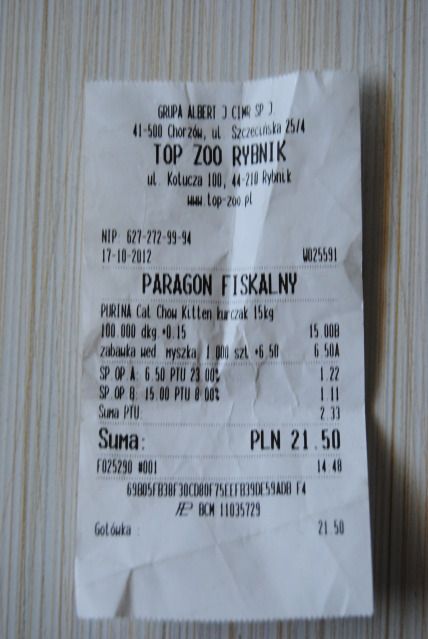 GRUPA ALBERT J CIMR SP J
41-500 Chorzów, ul. Szczecińska 25/4
TOP ZOO RYBNIK
ul. Kotucza 100, 44-210 Rybnik
www.top-zoo.pl
NIP: 627-272-99-94
17-10-2012 W025591
PARAGON FISKALNY
PURINA Cat Chow Kitten kurczak 15kg
100.000 dkg *0.15 15.00B
zabawka wed. myszka 1.000 szt *6.50 6.50A
SP.OP.A: 6.50 PTU 23.00% 1.22
SP.OP.B: 15.00 PTU 8.00% 1.11
Suma PTU: 2.33
Suma: PLN 21.50
F025290 #001 14:48
BCM 11035729
Gotówka : 21.50